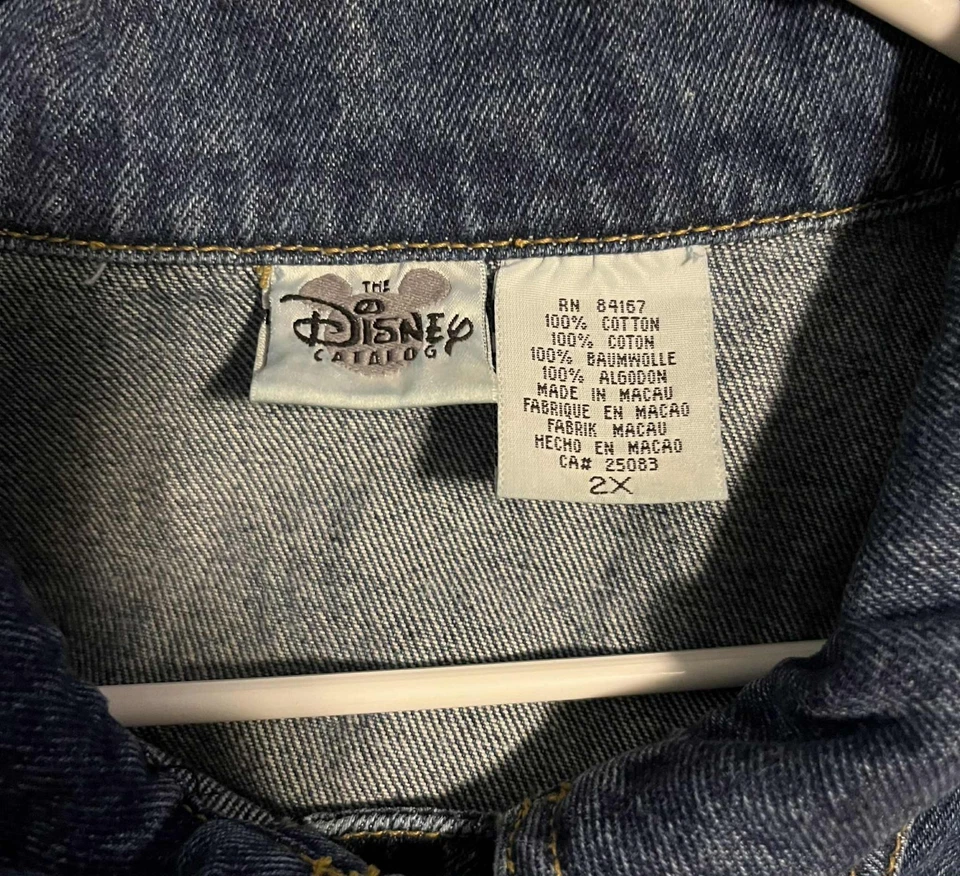 THE
DISNEY
CATALOG
RN 84167
100% COTTON
100% COTON
100% BAUMWOLLE
100% ALGODON
MADE IN MACAU
FABRIQUE EN MACAO
FABRIK MACAU
HECHO EN MACAO
CA# 25083
2X